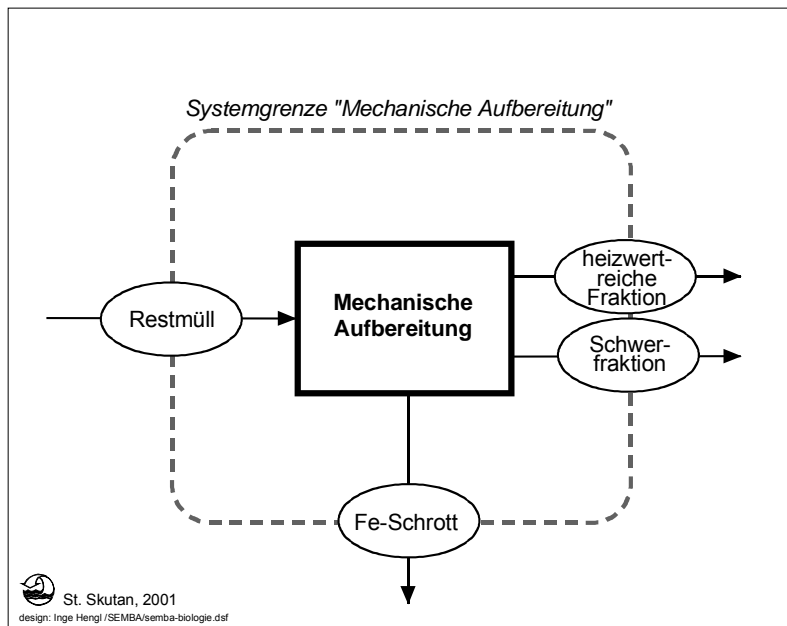 Systemgrenze "Mechanische Aufbereitung"
heizwert-
reiche
Fraktion
Restmüll
Mechanische
Aufbereitung
Schwer-
fraktion
Fe-Schrott
St. Skutan, 2001
design: Inge Hengl /SEMBA/semba-biologie.dsf